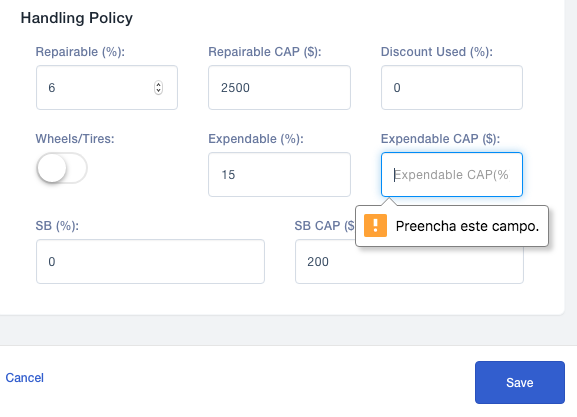 Handling Policy
Repairable (%): Repairable CAP ($): Discount Used (%):
6 2500 0
Wheels/Tires: Expendable (%): Expendable CAP ($):
15 Expendable CAP(%
Preencha este campo.
SB (%): SB CAP ($
0 200
Cancel Save